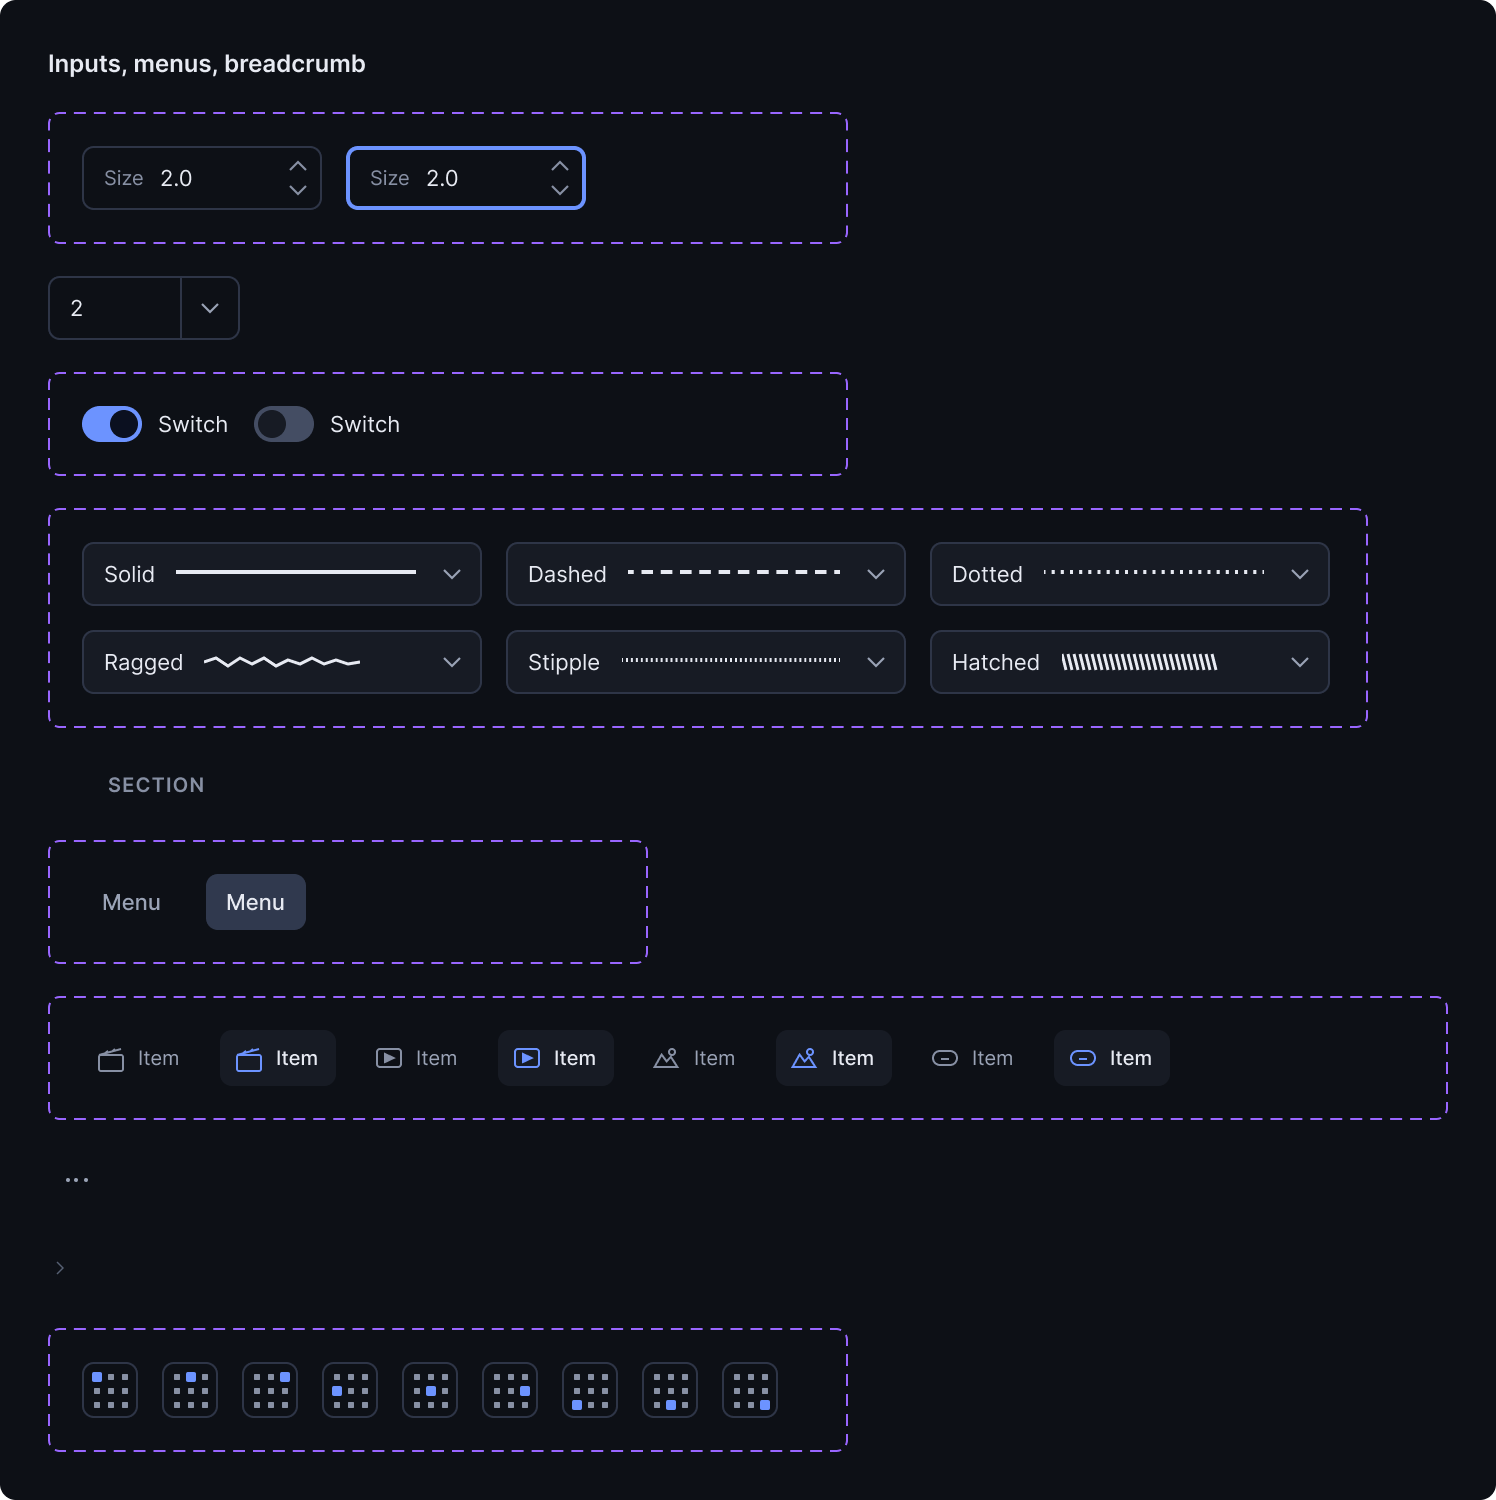 Inputs, menus, breadcrumb
Size 2.0 Size 2.0
2
Switch Switch
Solid Dashed Dotted
Ragged Stipple Hatched
SECTION
Menu Menu
Item Item Item Item Item Item Item Item
...